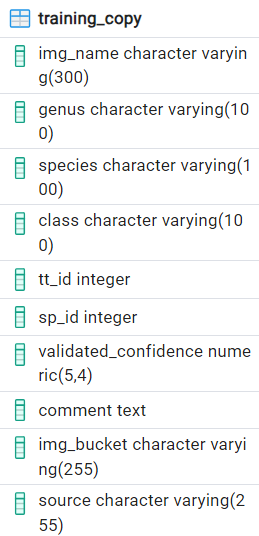 training_copy
img_name character varyin
g(300)
genus character varying(10
0)
species character varying(1
00)
class character varying(10
0)
tt_id integer
sp_id integer
validated_confidence nume
ric(5,4)
comment text
img_bucket character varyi
ng(255)
source character varying(2
55)